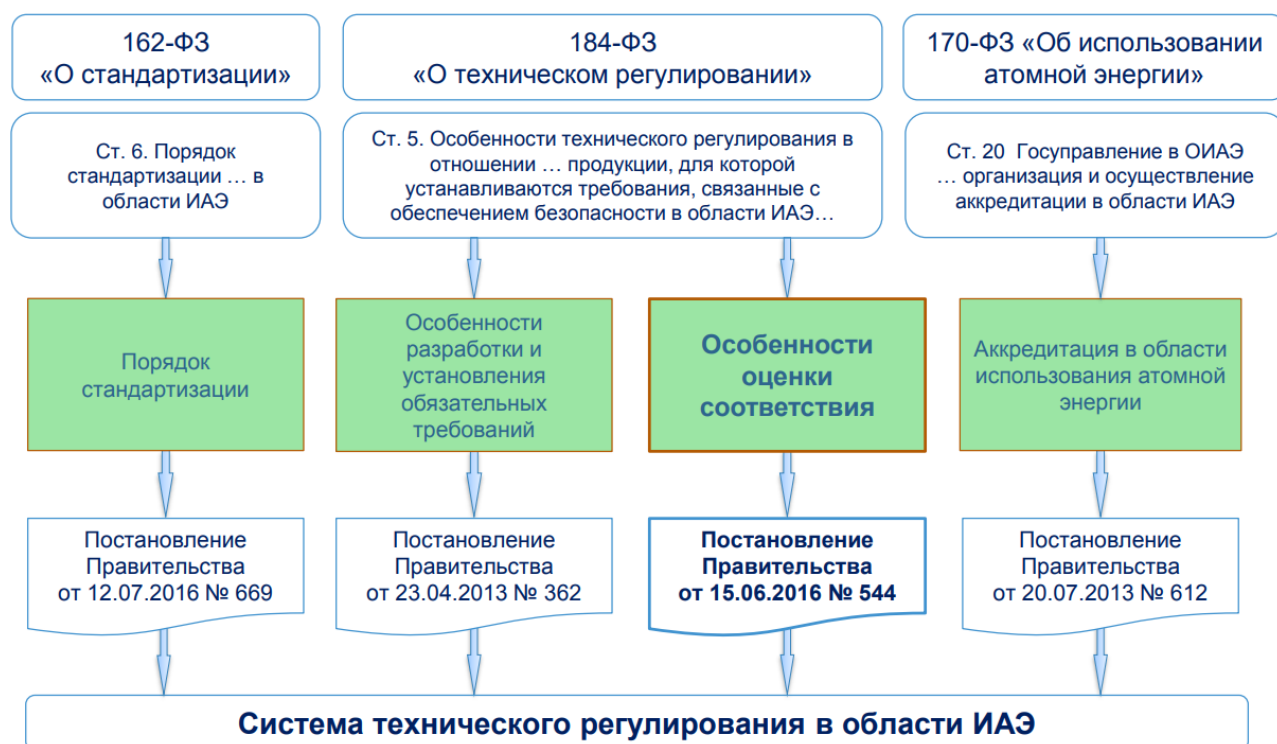 162-ФЗ
«О стандартизации»
184-ФЗ
«О техническом регулировании»
170-ФЗ «Об использовании
атомной энергии»
Ст. 6. Порядок
стандартизации … в
области ИАЭ
Ст. 5. Особенности технического регулирования в
отношении … продукции, для которой
устанавливаются требования, связанные с
обеспечением безопасности в области ИАЭ…
Ст. 20 Госуправление в ОИАЭ
… организация и осуществление
аккредитации в области ИАЭ
Порядок
стандартизации
Особенности
разработки и
установления
обязательных
требований
Особенности
оценки
соответствия
Аккредитация в области
использования атомной
энергии
Постановление
Правительства
от 12.07.2016 № 669
Постановление
Правительства
от 23.04.2013 № 362
Постановление
Правительства
от 15.06.2016 № 544
Постановление
Правительства
от 20.07.2013 № 612
Система технического регулирования в области ИАЭ